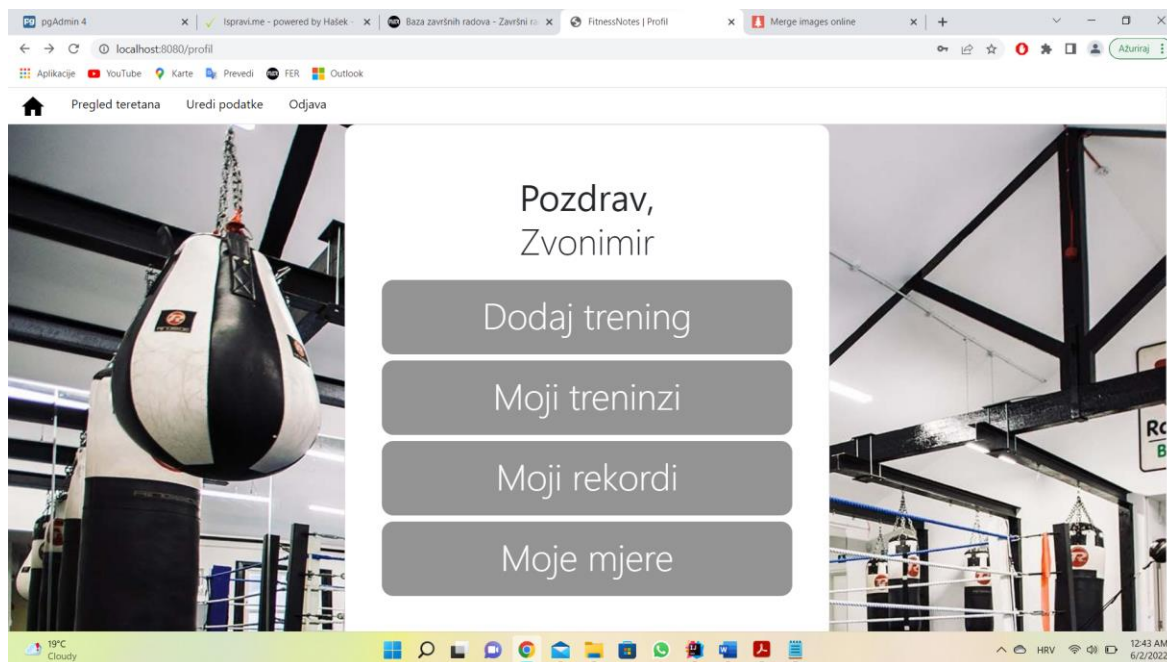 pgAdmin 4
Ispravi.me - powered by Hašek -
Baza završnih radova - Završni ra
FitnessNotes | Profil
Merge images online
localhost:8080/profil
Ažuriraj
Aplikacije YouTube Karte Prevedi FER Outlook
Pregled teretana Uredi podatke Odjava
Pozdrav,
Zvonimir
Dodaj trening
Moji treninzi
Moji rekordi
Moje mjere
19°C
Cloudy
HRV
12:43 AM
6/2/2022